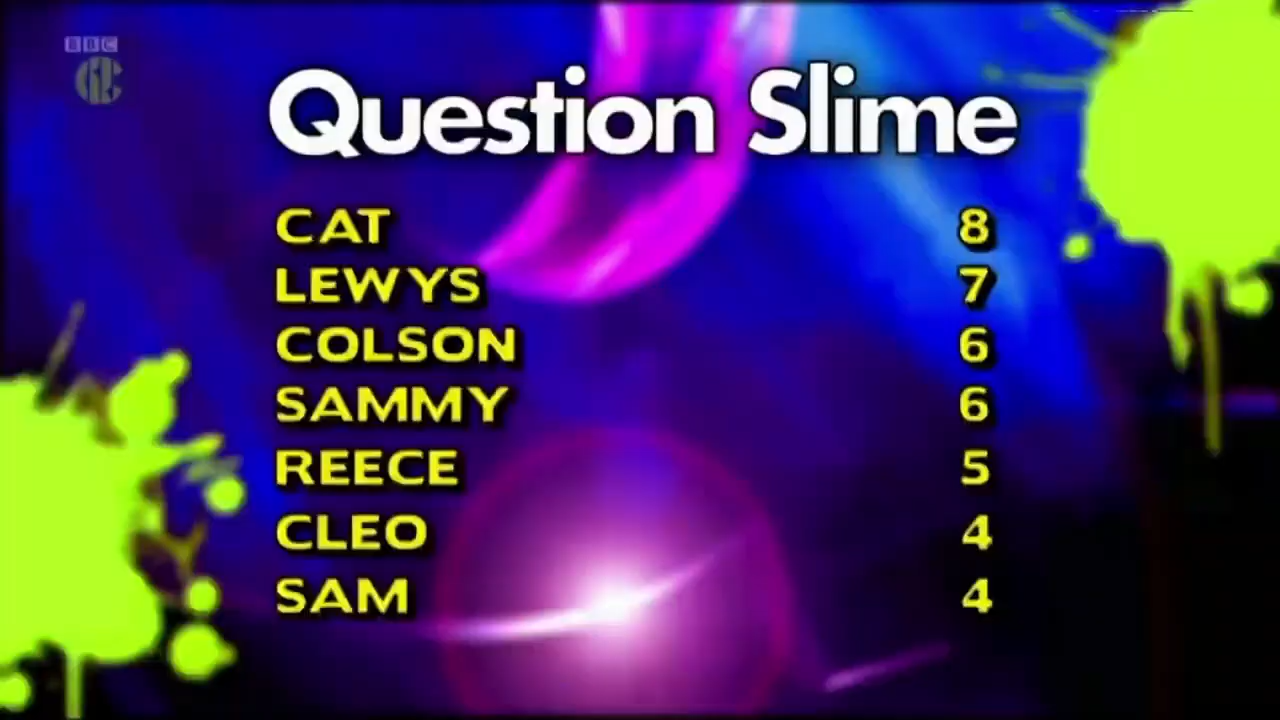 BBC
Question Slime
CAT 8
LEWYS 7
COLSON 6
SAMMY 6
REECE 5
CLEO 4
SAM 4